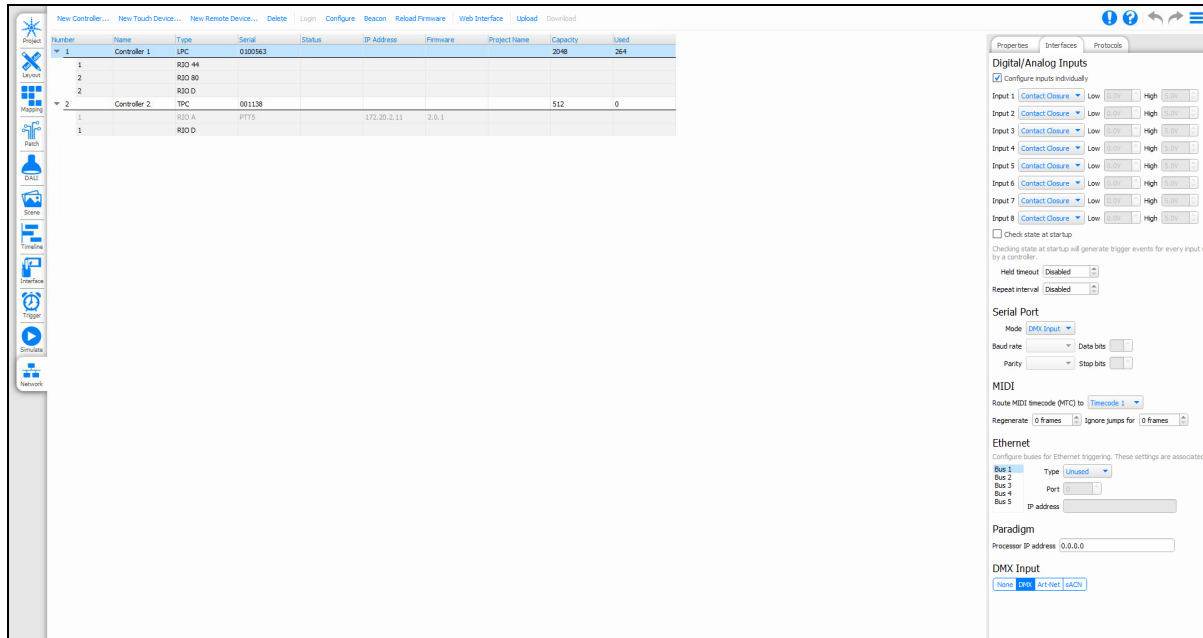 New Controller... New Touch Device... New Remote Device... Delete Login Configure Beacon Reload Firmware Web Interface Upload Download
Project
Layout
Mapping
Patch
DALI
Scene
Timeline
Interface
Trigger
Simulate
Network
Number Name Type Serial Status IP Address Firmware Project Name Capacity Used
1 Controller 1 LPC 0100563 2048 264
1 RIO 44
2 RIO 80
2 RIO D
2 Controller 2 TPC 001138 512 0
1 RIO A PTT5 172.20.2.11 2.0.1
1 RIO D
Properties Interfaces Protocols
Digital/Analog Inputs
Configure inputs individually
Input 1 Contact Closure Low 0.0V High 5.0V
Input 2 Contact Closure Low 0.0V High 5.0V
Input 3 Contact Closure Low 0.0V High 5.0V
Input 4 Contact Closure Low 0.0V High 5.0V
Input 5 Contact Closure Low 0.0V High 5.0V
Input 6 Contact Closure Low 0.0V High 5.0V
Input 7 Contact Closure Low 0.0V High 5.0V
Input 8 Contact Closure Low 0.0V High 5.0V
Check state at startup
Checking state at startup will generate trigger events for every input
by a controller.
Held timeout Disabled
Repeat interval Disabled
Serial Port
Mode DMX Input
Baud rate Data bits
Parity Stop bits
MIDI
Route MIDI timecode (MTC) to Timecode 1
Regenerate 0 frames Ignore jumps for 0 frames
Ethernet
Configure buses for Ethernet triggering. These settings are associated
Bus 1
Bus 2
Bus 3
Bus 4
Bus 5
Type Unused
Port 0
IP address
Paradigm
Processor IP address 0.0.0.0
DMX Input
None DMX Art-Net sACN